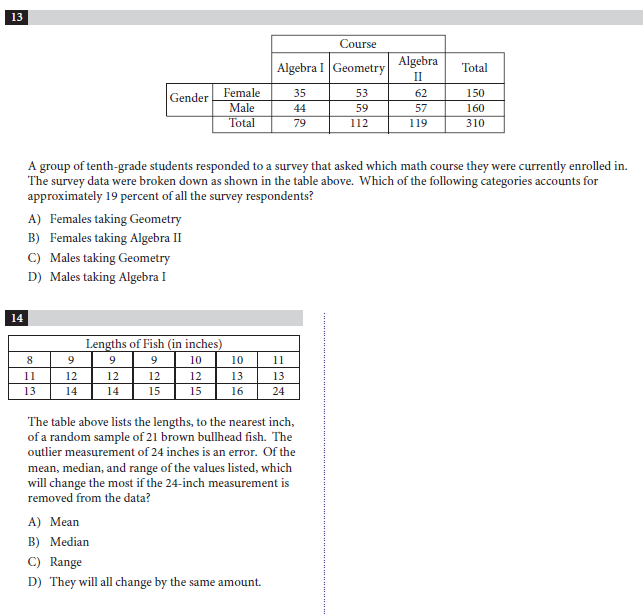 13
Course
Algebra I Geometry Algebra II Total
Gender Female 35 53 62 150
Male 44 59 57 160
Total 79 112 119 310
A group of tenth-grade students responded to a survey that asked which math course they were currently enrolled in.
The survey data were broken down as shown in the table above. Which of the following categories accounts for
approximately 19 percent of all the survey respondents?
A) Females taking Geometry
B) Females taking Algebra II
C) Males taking Geometry
D) Males taking Algebra I
14
Lengths of Fish (in inches)
8 9 9 9 10 10 11
11 12 12 12 12 13 13
13 14 14 15 15 16 24
The table above lists the lengths, to the nearest inch,
of a random sample of 21 brown bullhead fish. The
outlier measurement of 24 inches is an error. Of the
mean, median, and range of the values listed, which
will change the most if the 24-inch measurement is
removed from the data?
A) Mean
B) Median
C) Range
D) They will all change by the same amount.